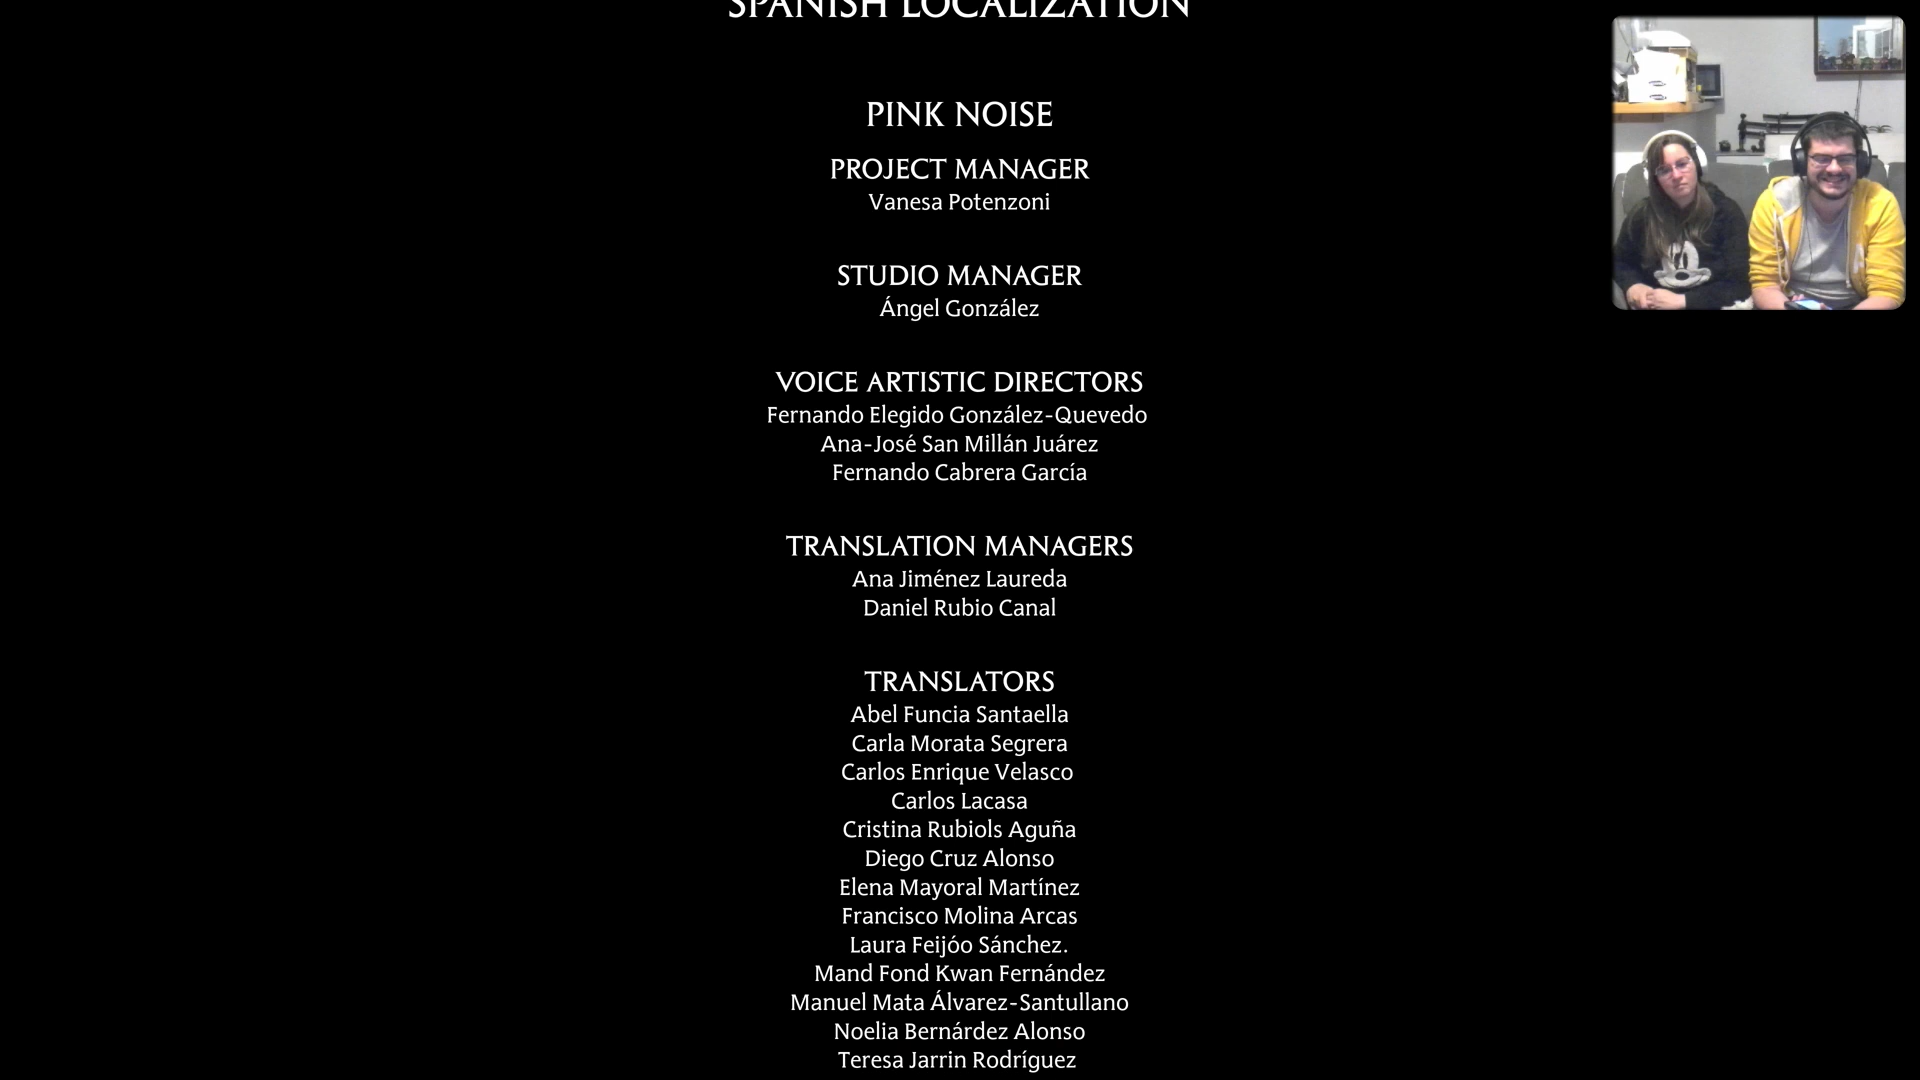 SPANISH LOCALIZATION
PINK NOISE
PROJECT MANAGER
Vanesa Potenzoni
STUDIO MANAGER
Ángel González
VOICE ARTISTIC DIRECTORS
Fernando Elegido González-Quevedo
Ana-José San Millán Juárez
Fernando Cabrera García
TRANSLATION MANAGERS
Ana Jiménez Laureda
Daniel Rubio Canal
TRANSLATORS
Abel Funcia Santaella
Carla Morata Segrera
Carlos Enrique Velasco
Carlos Lacasa
Cristina Rubiols Aguña
Diego Cruz Alonso
Elena Mayoral Martínez
Francisco Molina Arcas
Laura Feijóo Sánchez.
Mand Fond Kwan Fernández
Manuel Mata Álvarez-Santullano
Noelia Bernárdez Alonso
Teresa Jarrin Rodríguez